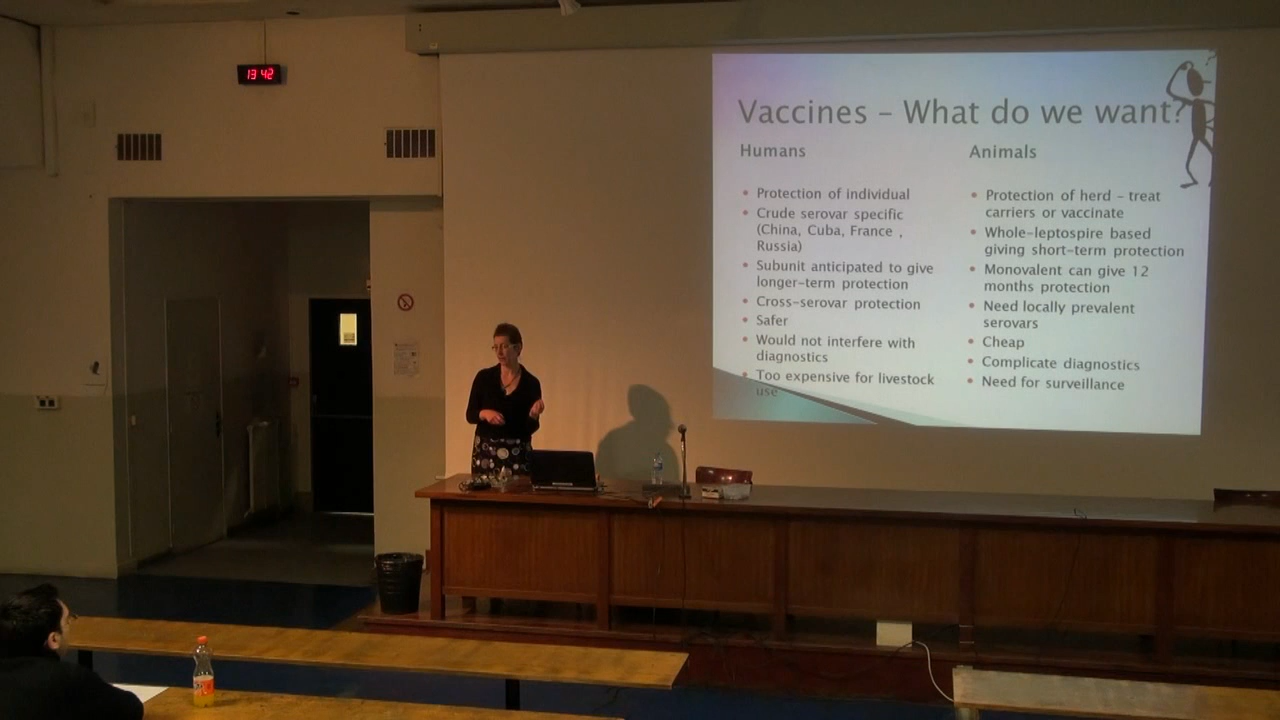 13 42
Vaccines – What do we want?
Humans
• Protection of individual
• Crude serovar specific
(China, Cuba, France ,
Russia)
• Subunit anticipated to give
longer-term protection
• Cross-serovar protection
• Safer
• Would not interfere with
diagnostics
• Too expensive for livestock
use
Animals
• Protection of herd – treat
carriers or vaccinate
• Whole-leptospire based
giving short-term protection
• Monovalent can give 12
months protection
• Need locally prevalent
serovars
• Cheap
• Complicate diagnostics
• Need for surveillance